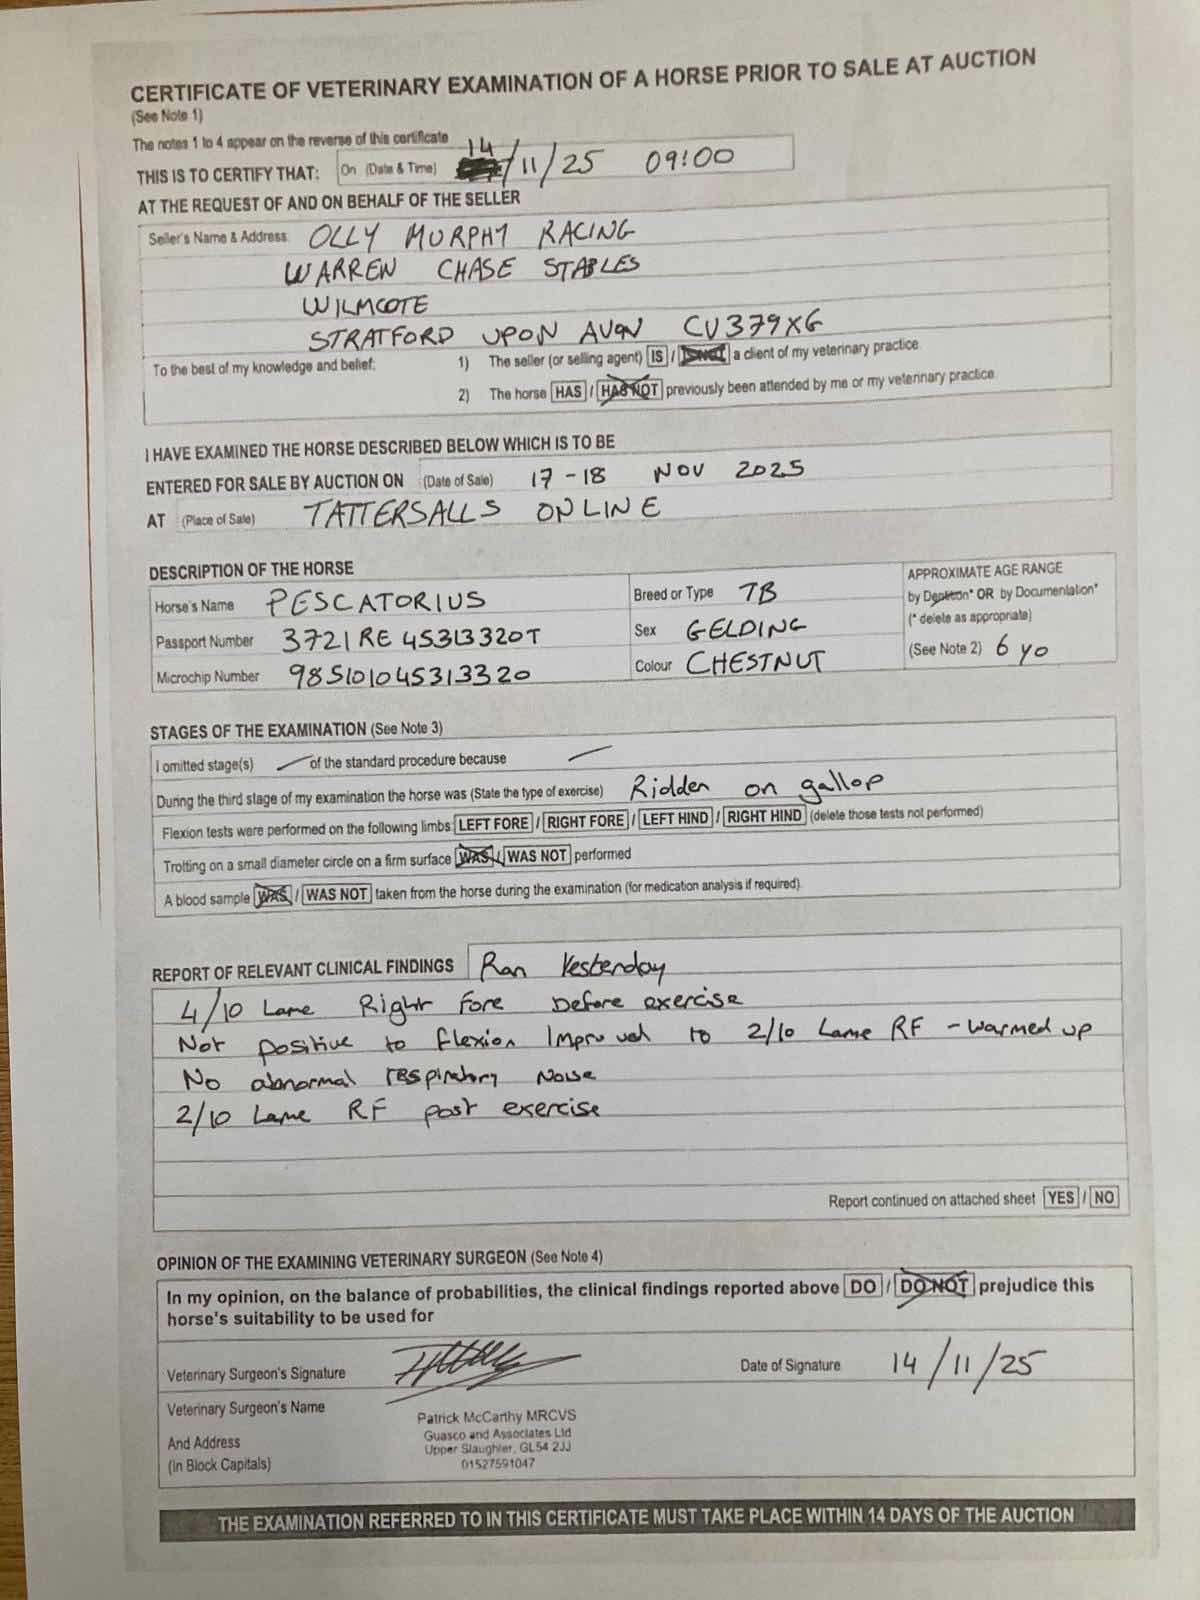 CERTIFICATE OF VETERINARY EXAMINATION OF A HORSE PRIOR TO SALE AT AUCTION
(See Note 1)
The notes 1 to 4 appear on the reverse of this certificate
THIS IS TO CERTIFY THAT: On (Date & Time) 14/11/25 09:00
AT THE REQUEST OF AND ON BEHALF OF THE SELLER
Seller's Name & Address: OLLY MURPHY RACING
WARREN CHASE STABLES
WILMCOTE
STRATFORD UPON AVON CV379XG
To the best of my knowledge and belief: 1) The seller (or selling agent) IS / IS NOT a client of my veterinary practice.
2) The horse HAS / HAS NOT previously been attended by me or my veterinary practice.
I HAVE EXAMINED THE HORSE DESCRIBED BELOW WHICH IS TO BE
ENTERED FOR SALE BY AUCTION ON (Date of Sale) 17-18 NOV 2025
AT (Place of Sale) TATTERSALLS ONLINE
DESCRIPTION OF THE HORSE
Horse's Name PESCATORIUS
Breed or Type TB
Passport Number 3721RE45313320T
Sex GELDING
Microchip Number 985101045313320
Colour CHESTNUT
APPROXIMATE AGE RANGE
by Dentition* OR by Documentation*
(* delete as appropriate)
(See Note 2) 6 yo
STAGES OF THE EXAMINATION (See Note 3)
I omitted stage(s) — of the standard procedure because —
During the third stage of my examination the horse was (State the type of exercise) Ridden on gallop
Flexion tests were performed on the following limbs: LEFT FORE / RIGHT FORE / LEFT HIND / RIGHT HIND (delete those tests not performed)
Trotting on a small diameter circle on a firm surface WAS / WAS NOT performed
A blood sample WAS / WAS NOT taken from the horse during the examination (for medication analysis if required).
REPORT OF RELEVANT CLINICAL FINDINGS Ran Yesterday
4/10 Lame Right Fore before exercise
Not positive to flexion Improved to 2/10 Lame RF - warmed up
No abnormal respiratory noise
2/10 Lame RF post exercise
Report continued on attached sheet YES / NO
OPINION OF THE EXAMINING VETERINARY SURGEON (See Note 4)
In my opinion, on the balance of probabilities, the clinical findings reported above DO / DO NOT prejudice this
horse's suitability to be used for
Veterinary Surgeon's Signature
Date of Signature 14/11/25
Veterinary Surgeon's Name
And Address
(In Block Capitals)
Patrick McCarthy MRCVS
Guasco and Associates Ltd
Upper Slaughter, GL54 2JJ
01527591047
THE EXAMINATION REFERRED TO IN THIS CERTIFICATE MUST TAKE PLACE WITHIN 14 DAYS OF THE AUCTION